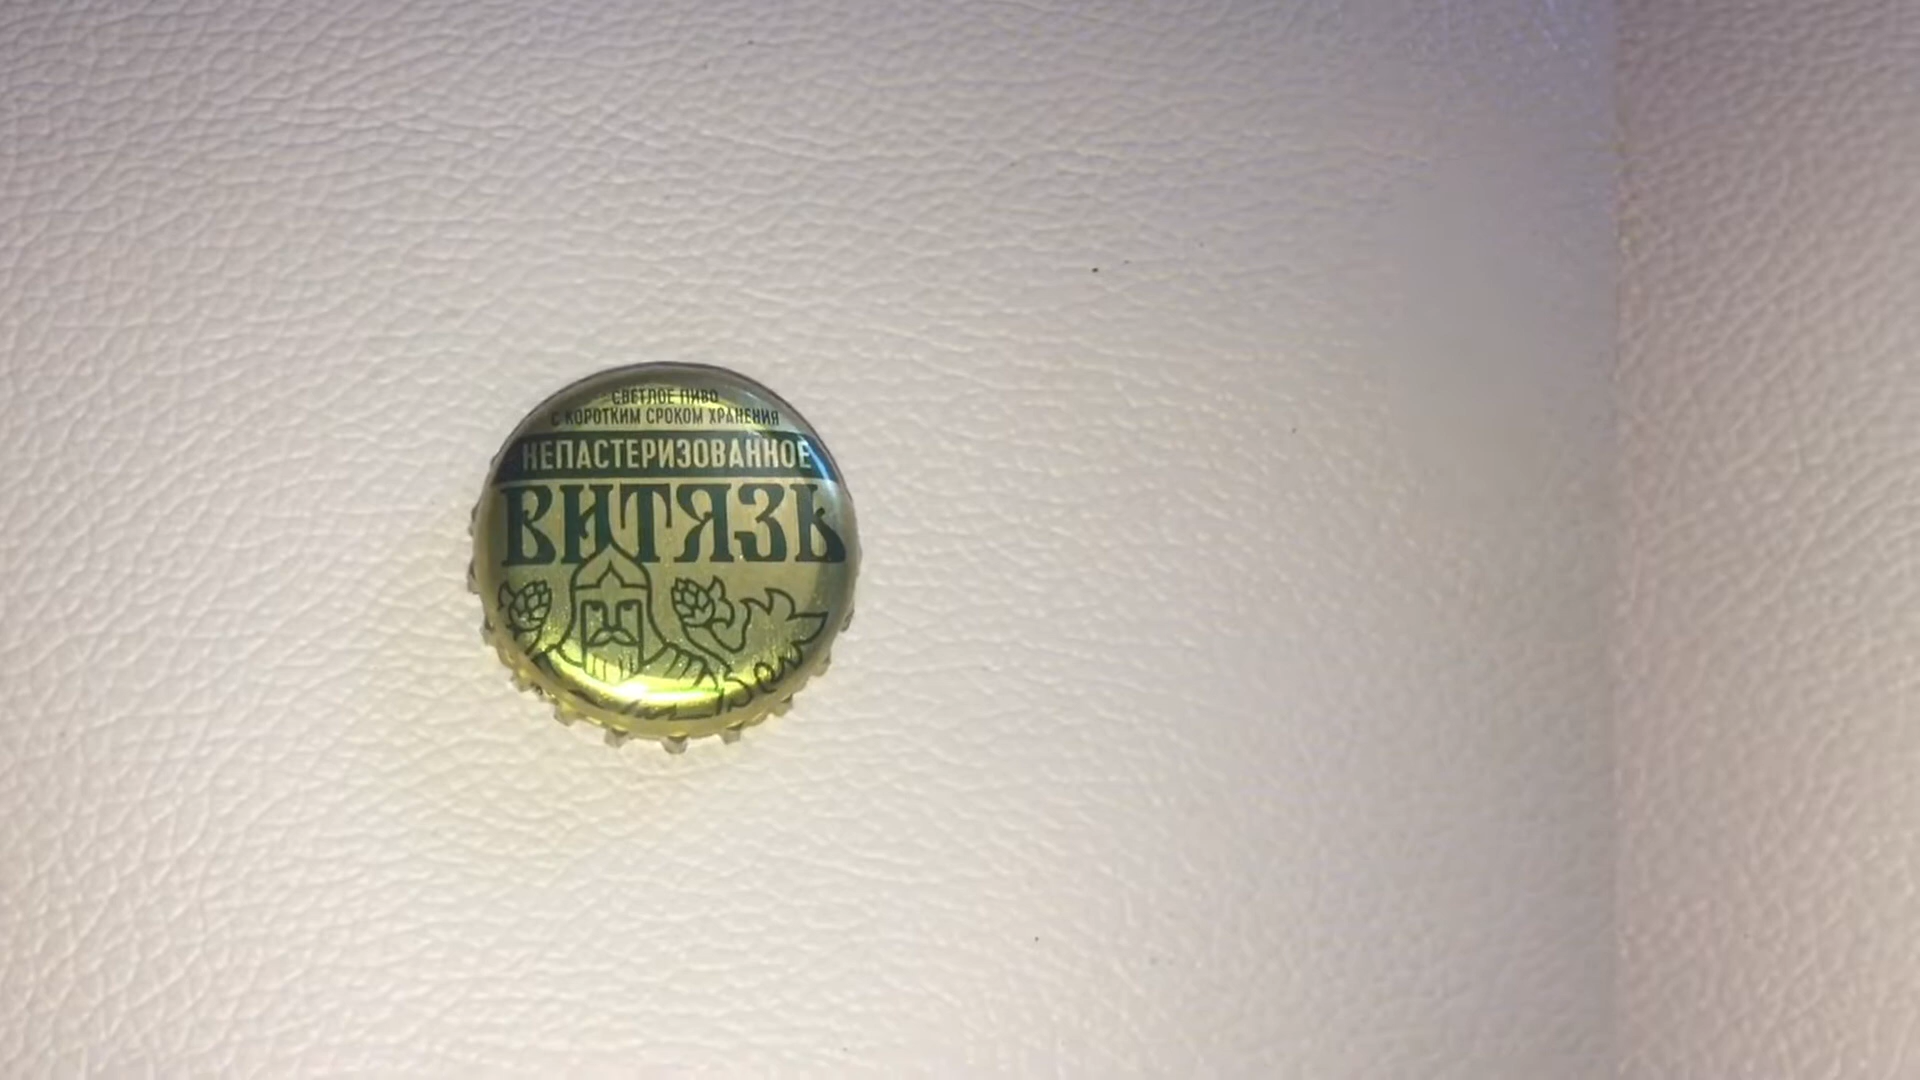 СВЕТЛОЕ ПИВО
С КОРОТКИМ СРОКОМ ХРАНЕНИЯ
НЕПАСТЕРИЗОВАННОЕ
ВИТЯЗЬ